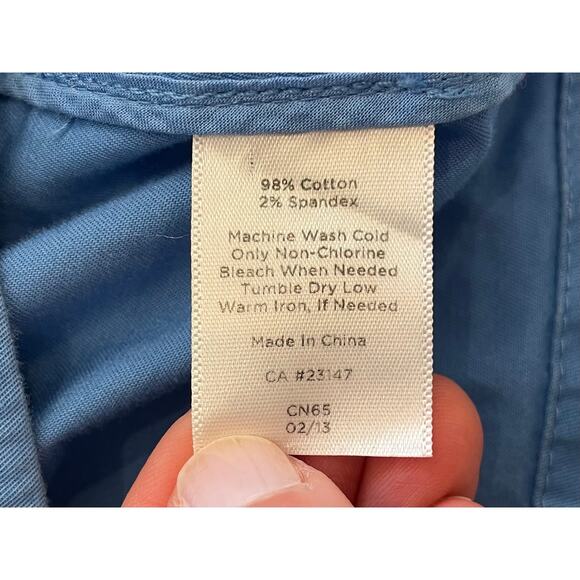 98% Cotton
2% Spandex
Machine Wash Cold
Only Non-Chlorine
Bleach When Needed
Tumble Dry Low
Warm Iron, If Needed
Made In China
CA #23147
CN65
02/13